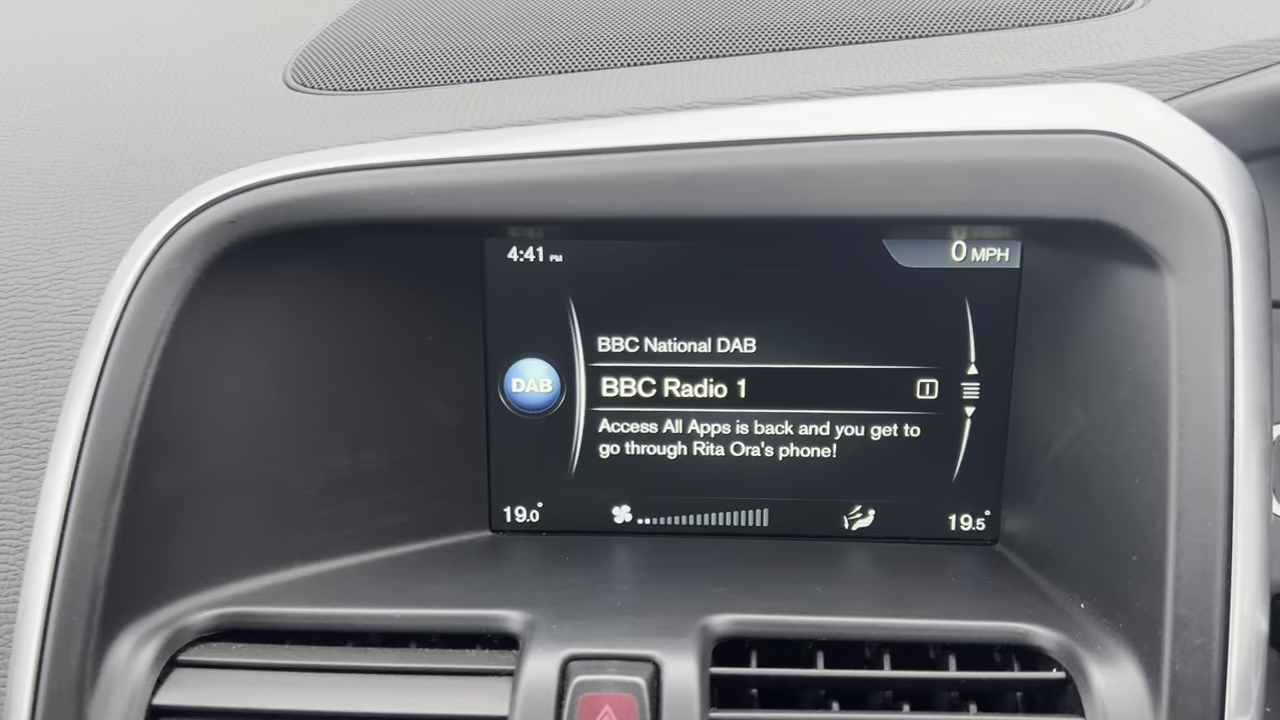 4:41 PM
0 MPH
BBC National DAB
DAB
BBC Radio 1
Access All Apps is back and you get to
go through Rita Ora's phone!
19.0°
19.5°